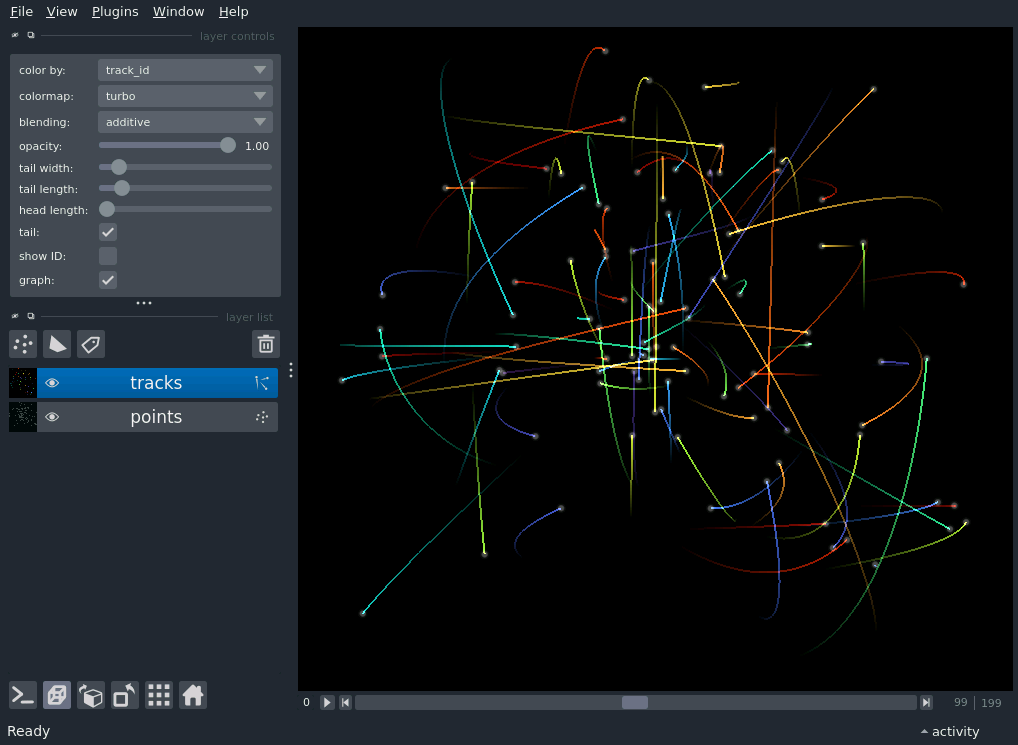 File View Plugins Window Help
layer controls
color by: track_id
colormap: turbo
blending: additive
opacity: 1.00
tail width:
tail length:
head length:
tail:
show ID:
graph:
layer list
tracks
points
0 99 199
Ready activity